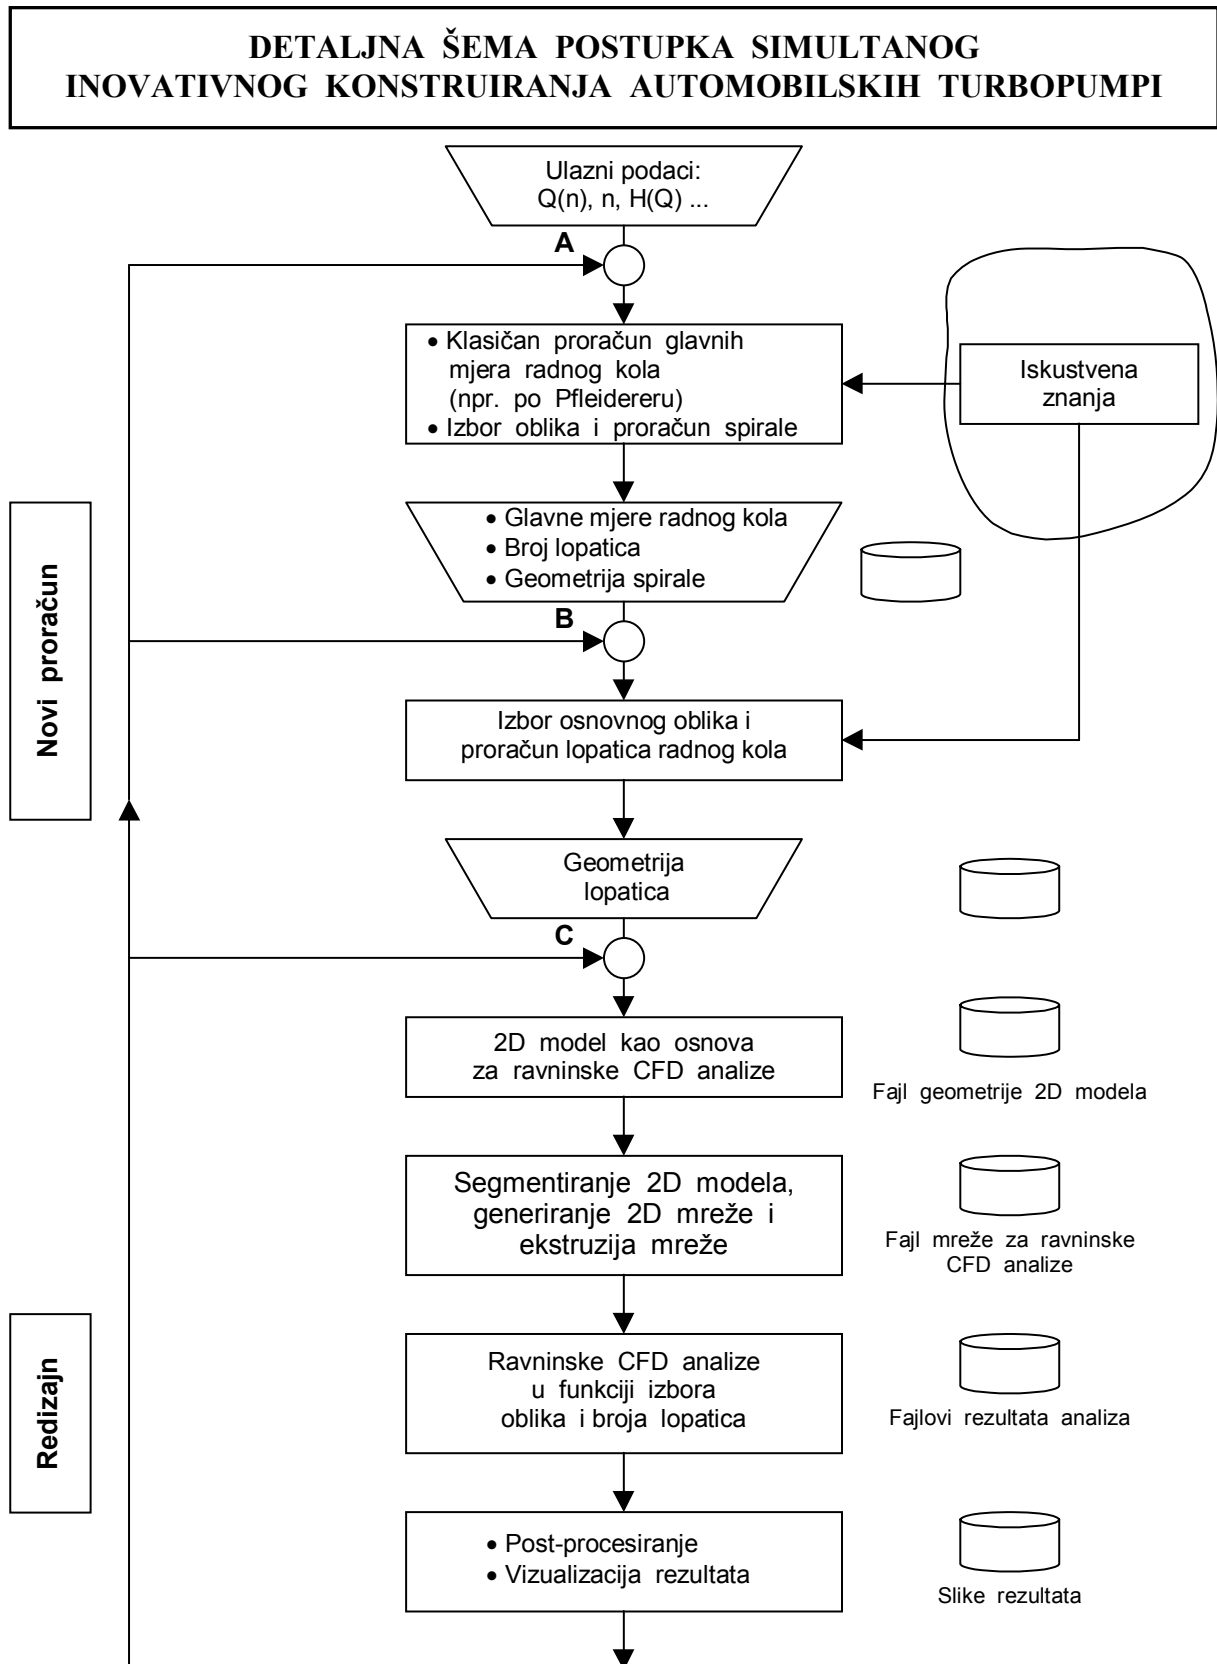 DETALJNA ŠEMA POSTUPKA SIMULTANOG
INOVATIVNOG KONSTRUIRANJA AUTOMOBILSKIH TURBOPUMPI
Ulazni podaci:
Q(n), n, H(Q) ...
A
• Klasičan proračun glavnih
mjera radnog kola
(npr. po Pfleidereru)
• Izbor oblika i proračun spirale
Iskustvena
znanja
• Glavne mjere radnog kola
• Broj lopatica
• Geometrija spirale
B
Novi proračun
Izbor osnovnog oblika i
proračun lopatica radnog kola
Geometrija
lopatica
C
2D model kao osnova
za ravninske CFD analize
Fajl geometrije 2D modela
Segmentiranje 2D modela,
generiranje 2D mreže i
ekstruzija mreže
Fajl mreže za ravninske
CFD analize
Redizajn
Ravninske CFD analize
u funkciji izbora
oblika i broja lopatica
Fajlovi rezultata analiza
• Post-procesiranje
• Vizualizacija rezultata
Slike rezultata